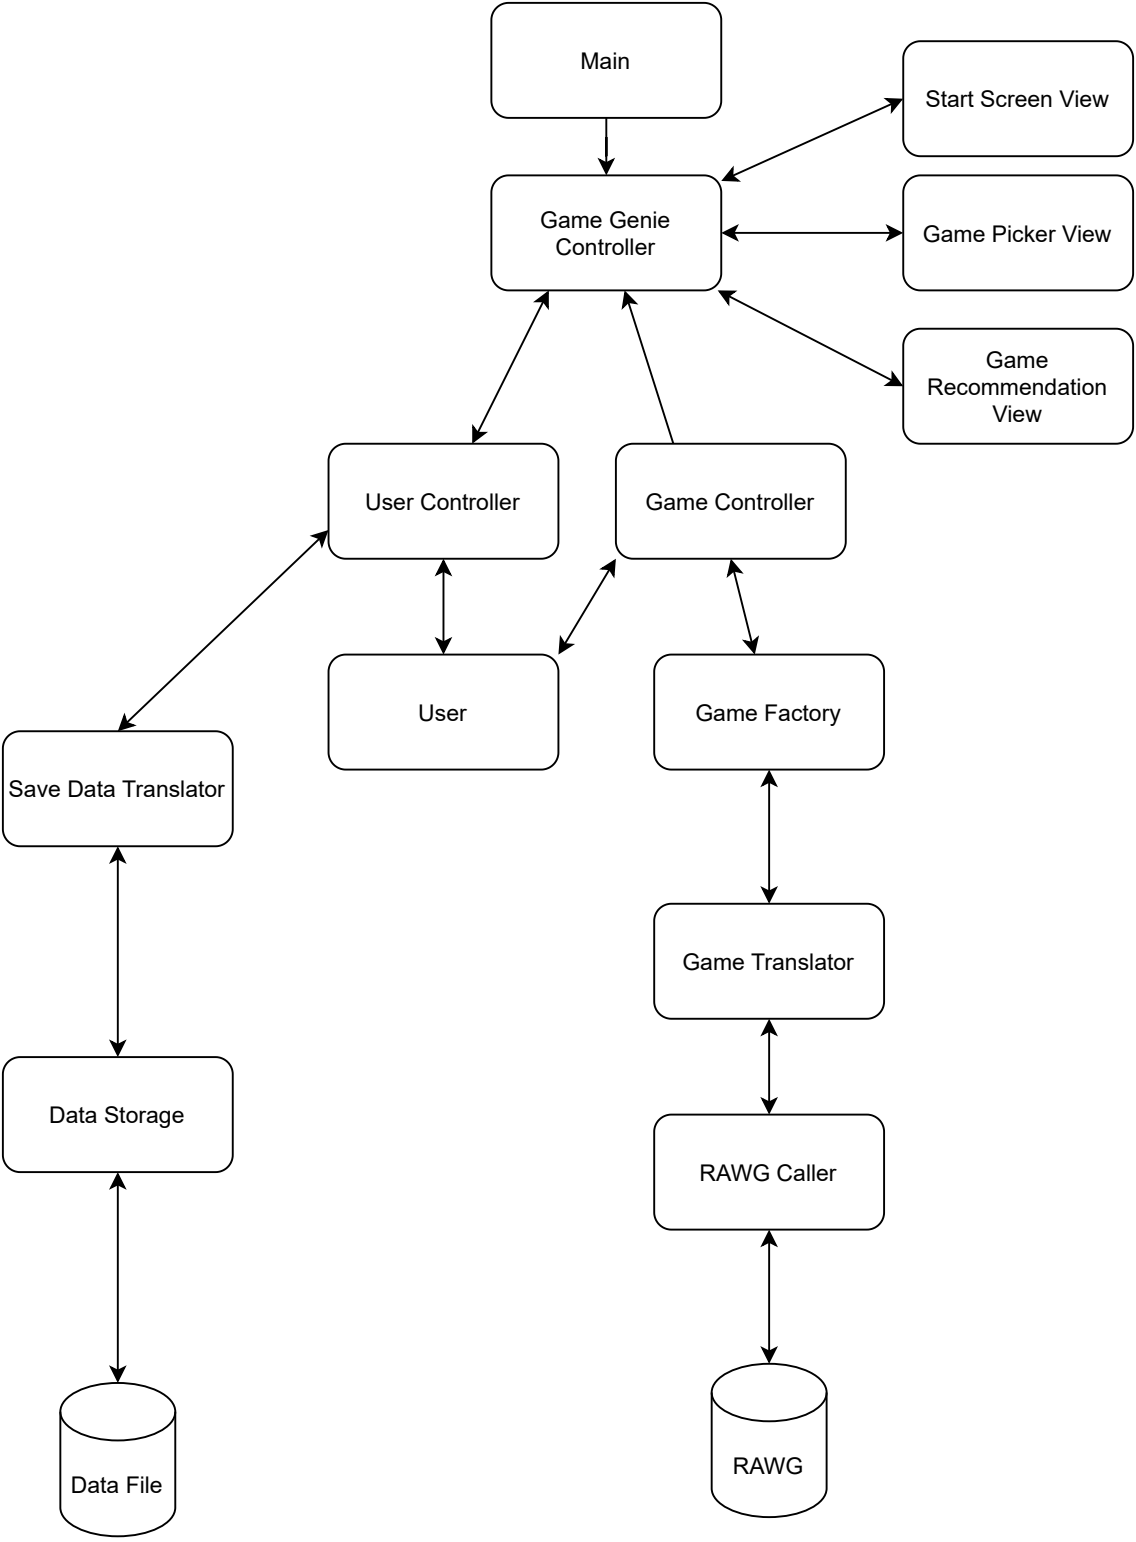 Main
Start Screen View
Game Genie
Controller
Game Picker View
Game
Recommendation
View
User Controller
Game Controller
User
Game Factory
Save Data Translator
Game Translator
Data Storage
RAWG Caller
RAWG
Data File